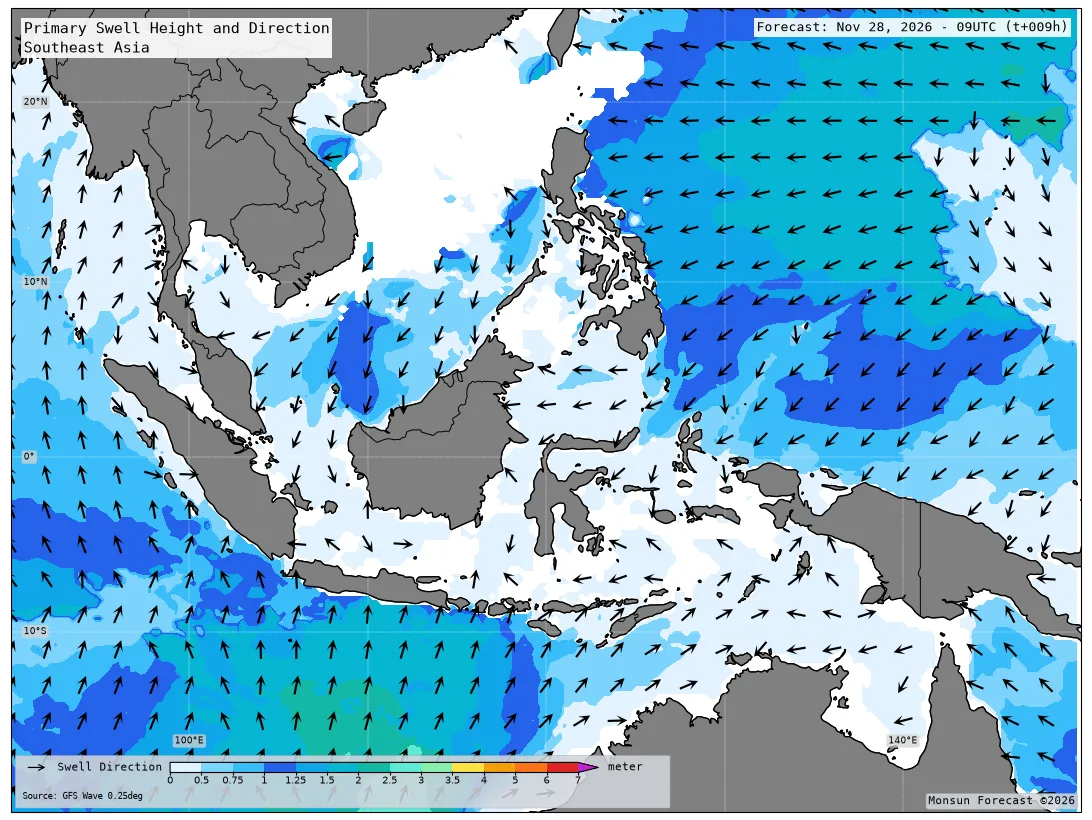 Primary Swell Height and Direction
Southeast Asia
Forecast: Nov 28, 2026 - 09UTC (t+009h)
20°N
10°N
0°
10°S
100°E
140°E
Swell Direction
0 0.5 0.75 1 1.25 1.5 2 2.5 3 3.5 4 5 6 7
meter
Source: GFS Wave 0.25deg
Monsun Forecast ©2026